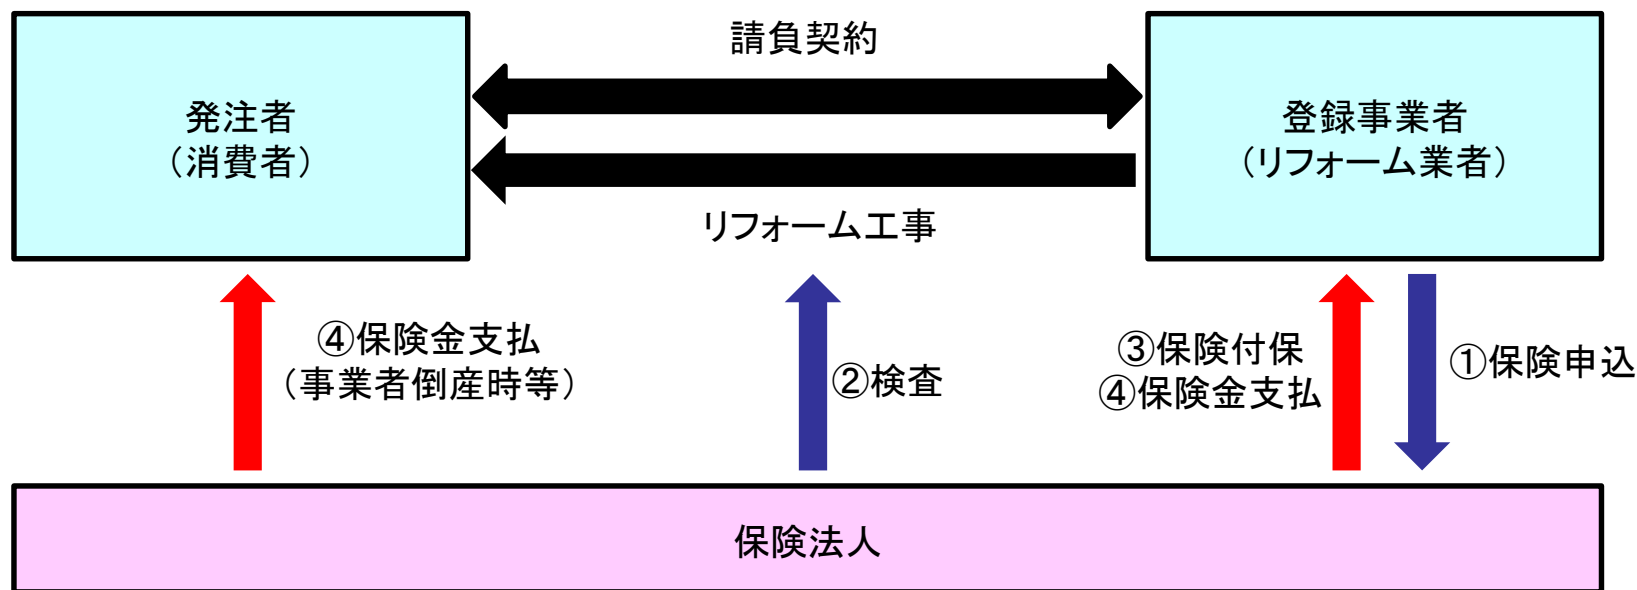 請負契約
発注者
（消費者）
登録事業者
（リフォーム業者）
リフォーム工事
④保険金支払
（事業者倒産時等）
②検査
③保険付保
④保険金支払
①保険申込
保険法人